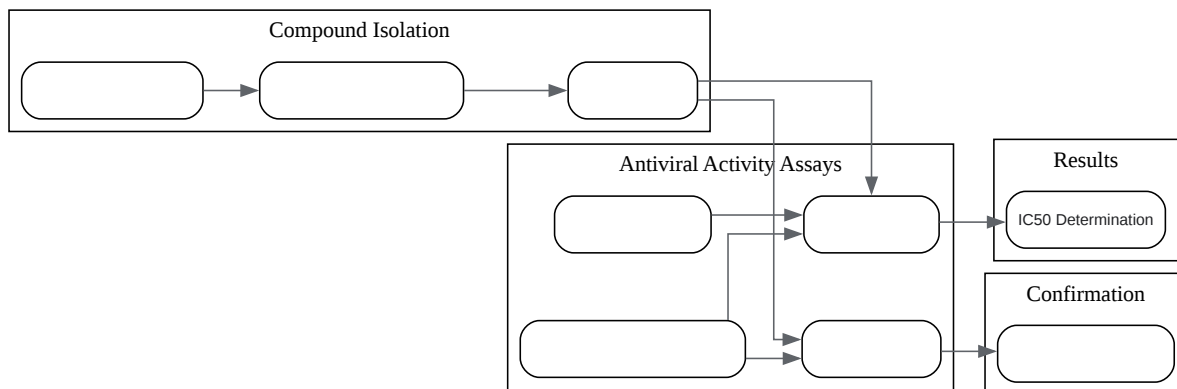 Compound Isolation
Antiviral Activity Assays
Results
IC50 Determination
Confirmation